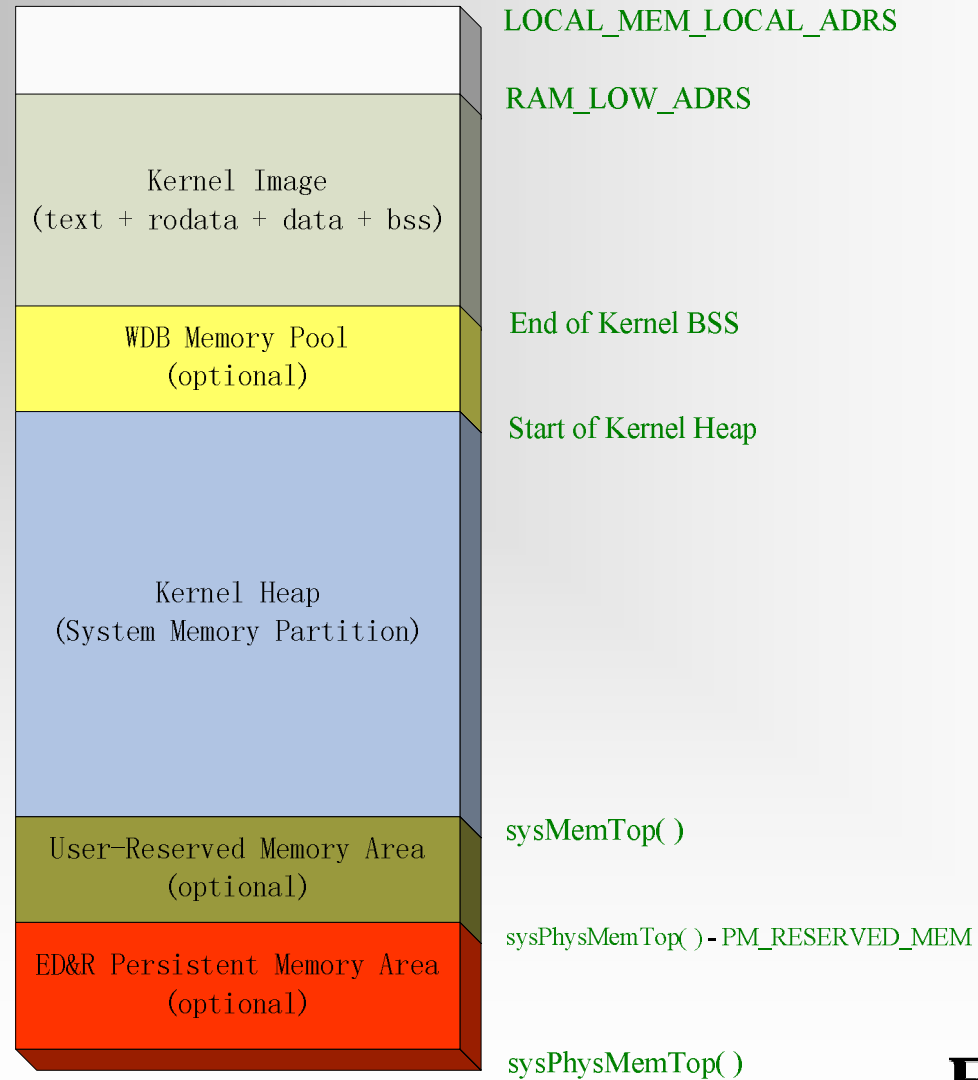 LOCAL_MEM_LOCAL_ADRS
RAM_LOW_ADRS
Kernel Image
(text + rodata + data + bss)
End of Kernel BSS
WDB Memory Pool
(optional)
Start of Kernel Heap
Kernel Heap
(System Memory Partition)
sysMemTop( )
User-Reserved Memory Area
(optional)
sysPhysMemTop( ) - PM_RESERVED_MEM
ED&R Persistent Memory Area
(optional)
sysPhysMemTop( )